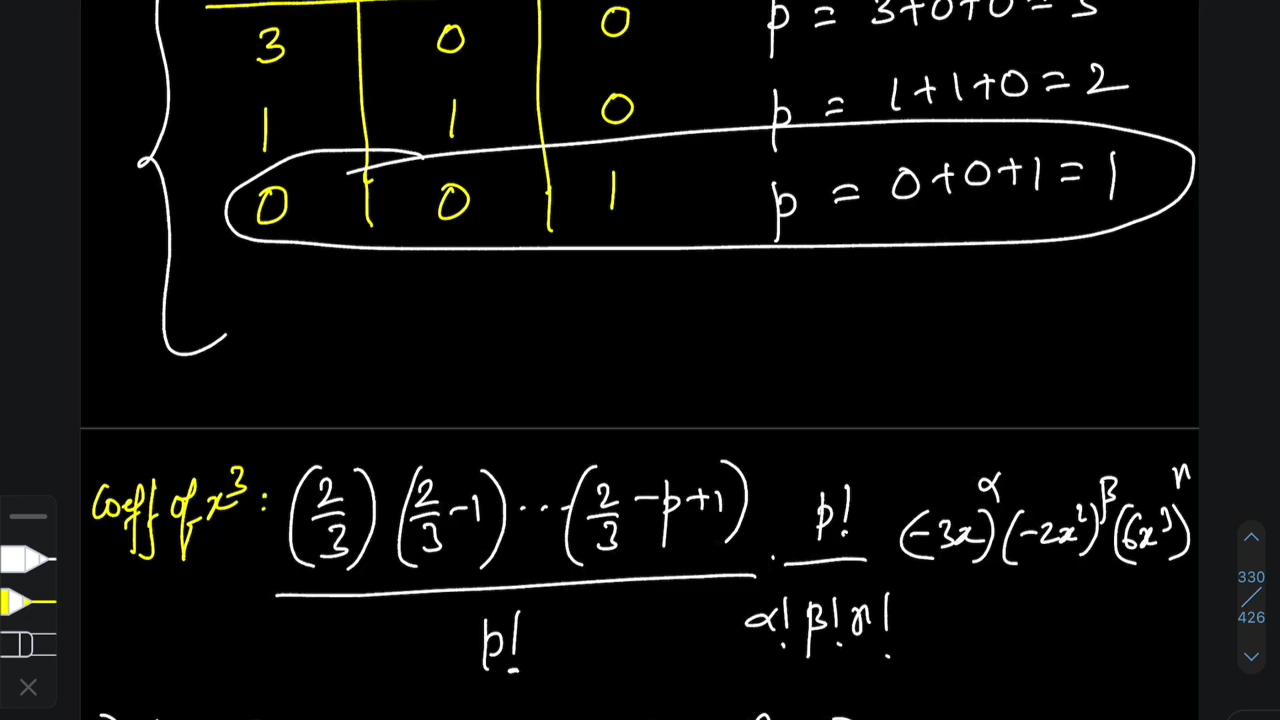 3 0 0 p = 3+0+0 = 3
1 1 0 p = 1+1+0 = 2
0 0 1 p = 0+0+1 = 1
Coeff of x³ : (2/3)(2/3 -1)...(2/3 -p+1) / p! . p! / α! β! γ! (-3x)^α (-2x²)^β (6x³)^γ
330
/
426